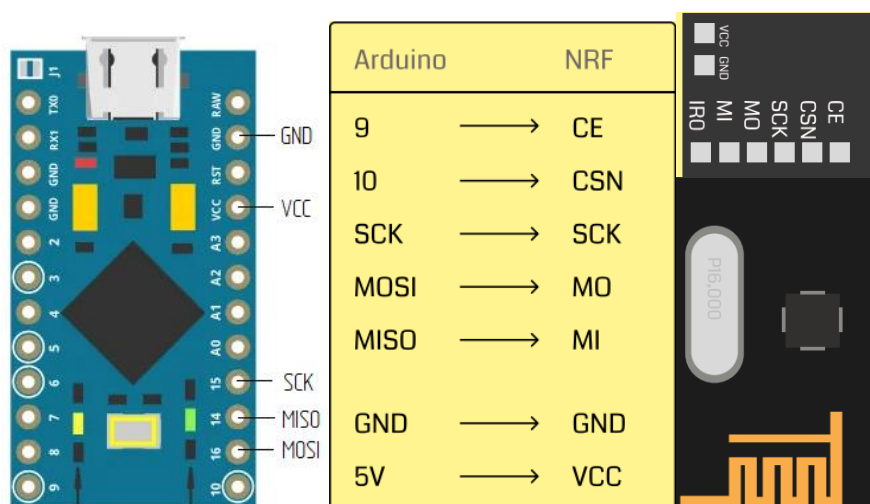 J1
TX0
RX1
GND
GND
2
3
4
5
6
7
8
9
RAW
GND
RST
VCC
A3
A2
A1
A0
15
14
16
10
GND
VCC
SCK
MISO
MOSI
Arduino NRF
9 → CE
10 → CSN
SCK → SCK
MOSI → MO
MISO → MI
GND → GND
5V → VCC
VCC
GND
IRO
MI
MO
SCK
CSN
CE
P16.000